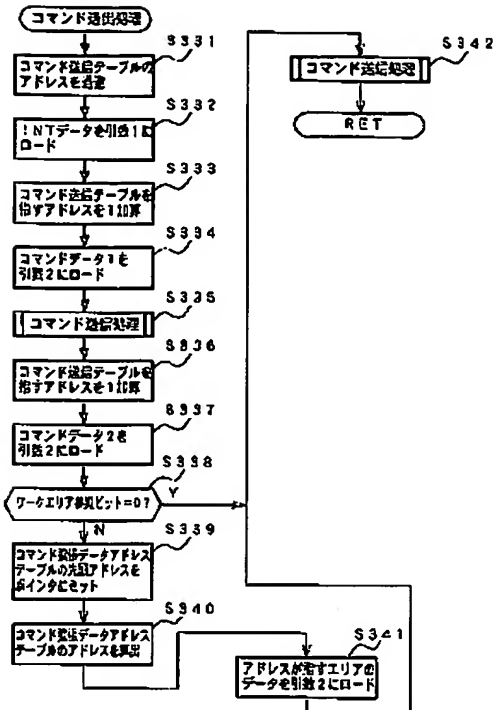 コマンド送出処理
S331
コマンド送信テーブルの
アドレスを退避
S332
INTデータを引数1に
ロード
S333
コマンド送信テーブルを
指すアドレスを1加算
S334
コマンドデータ1を
引数2にロード
S335
コマンド送信処理
S336
コマンド送信テーブルを
指すアドレスを1加算
S337
コマンドデータ2を
引数2にロード
S338
ワークエリア参照ビット=0?
Y
N
S339
コマンド拡張データアドレス
テーブルの先頭アドレスを
ポインタにセット
S340
コマンド拡張データアドレス
テーブルのアドレスを算出
S341
アドレスが指すエリアの
データを引数2にロード
S342
コマンド送信処理
RET